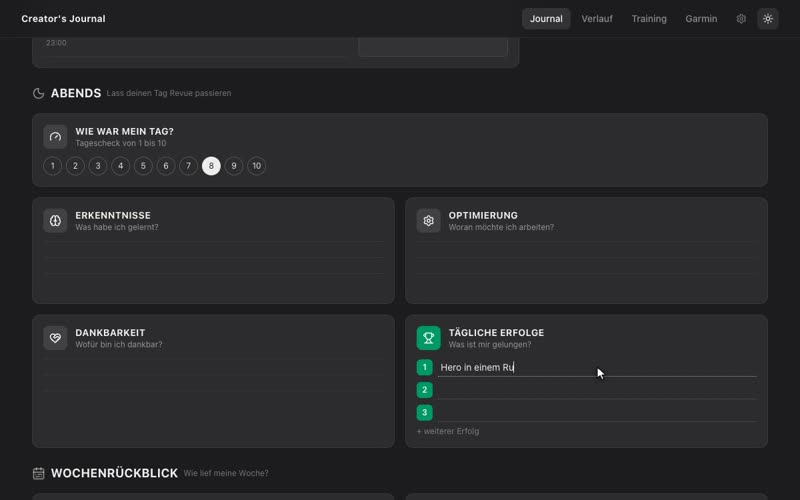 Creator's Journal
Journal Verlauf Training Garmin
23:00
ABENDS Lass deinen Tag Revue passieren
WIE WAR MEIN TAG?
Tagescheck von 1 bis 10
1 2 3 4 5 6 7 8 9 10
ERKENNTNISSE
Was habe ich gelernt?
OPTIMIERUNG
Woran möchte ich arbeiten?
DANKBARKEIT
Wofür bin ich dankbar?
TÄGLICHE ERFOLGE
Was ist mir gelungen?
1 Hero in einem Ru
2
3
+ weiterer Erfolg
WOCHENRÜCKBLICK Wie lief meine Woche?